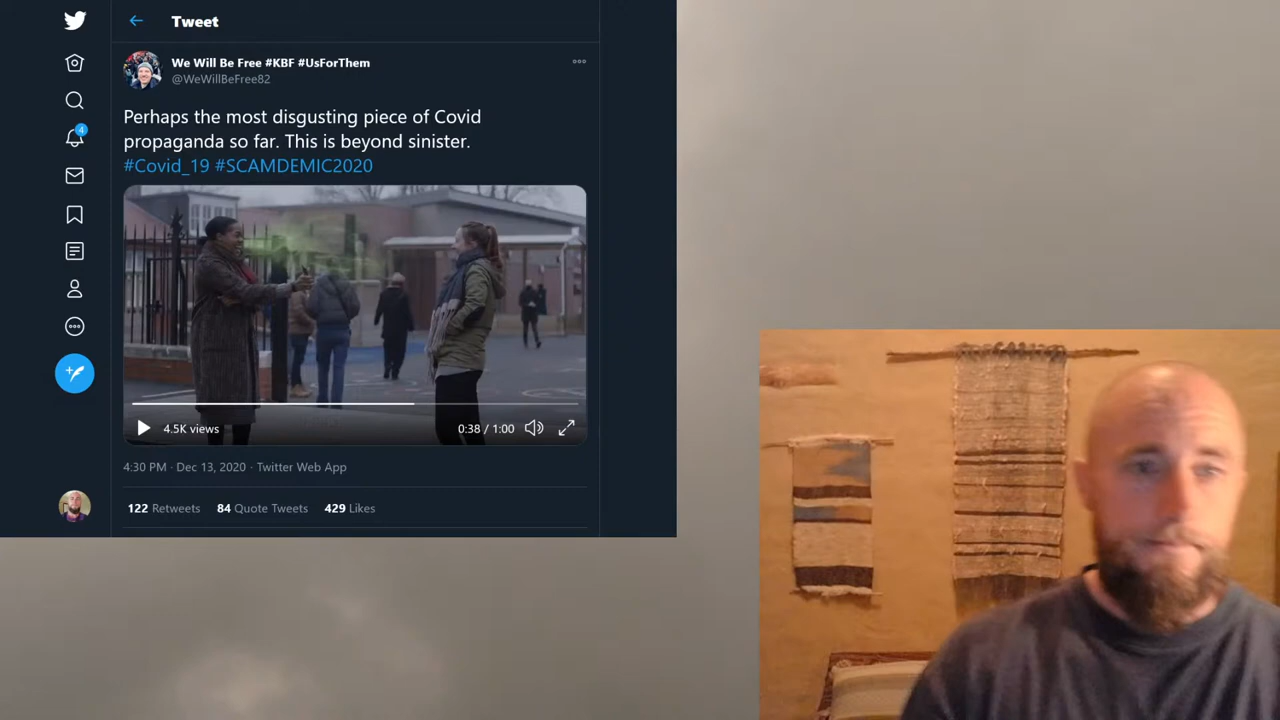 Tweet
We Will Be Free #KBF #UsForThem
@WeWillBeFree82
Perhaps the most disgusting piece of Covid
propaganda so far. This is beyond sinister.
#Covid_19 #SCAMDEMIC2020
4
4.5K views
0:38 / 1:00
4:30 PM · Dec 13, 2020 · Twitter Web App
122 Retweets 84 Quote Tweets 429 Likes